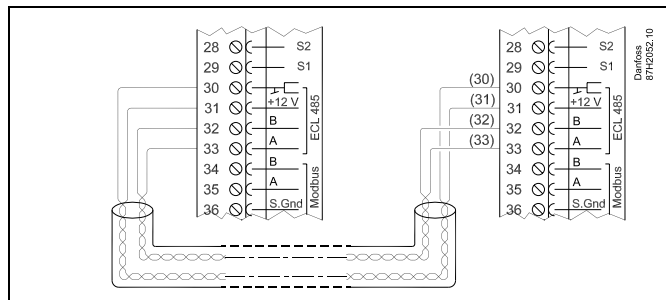 28 S2
29 S1
30
31 +12 V
32 B
33 A
34 B
35 A
36 S.Gnd
ECL 485
Modbus
(30)
(31)
(32)
(33)
28 S2
29 S1
30
31 +12 V
32 B
33 A
34 B
35 A
36 S.Gnd
ECL 485
Modbus
Danfoss
87H2052.10